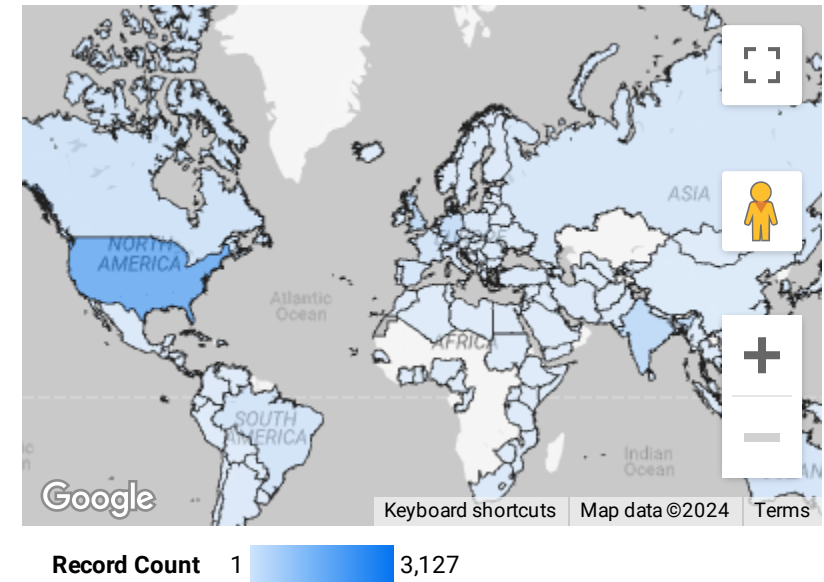 ASIA
NORTH
AMERICA
EUROPE
Atlantic
Ocean
AFRICA
SOUTH
AMERICA
Indian
Ocean
Google
Keyboard shortcuts
Map data ©2024
Terms
Record Count 1 3,127